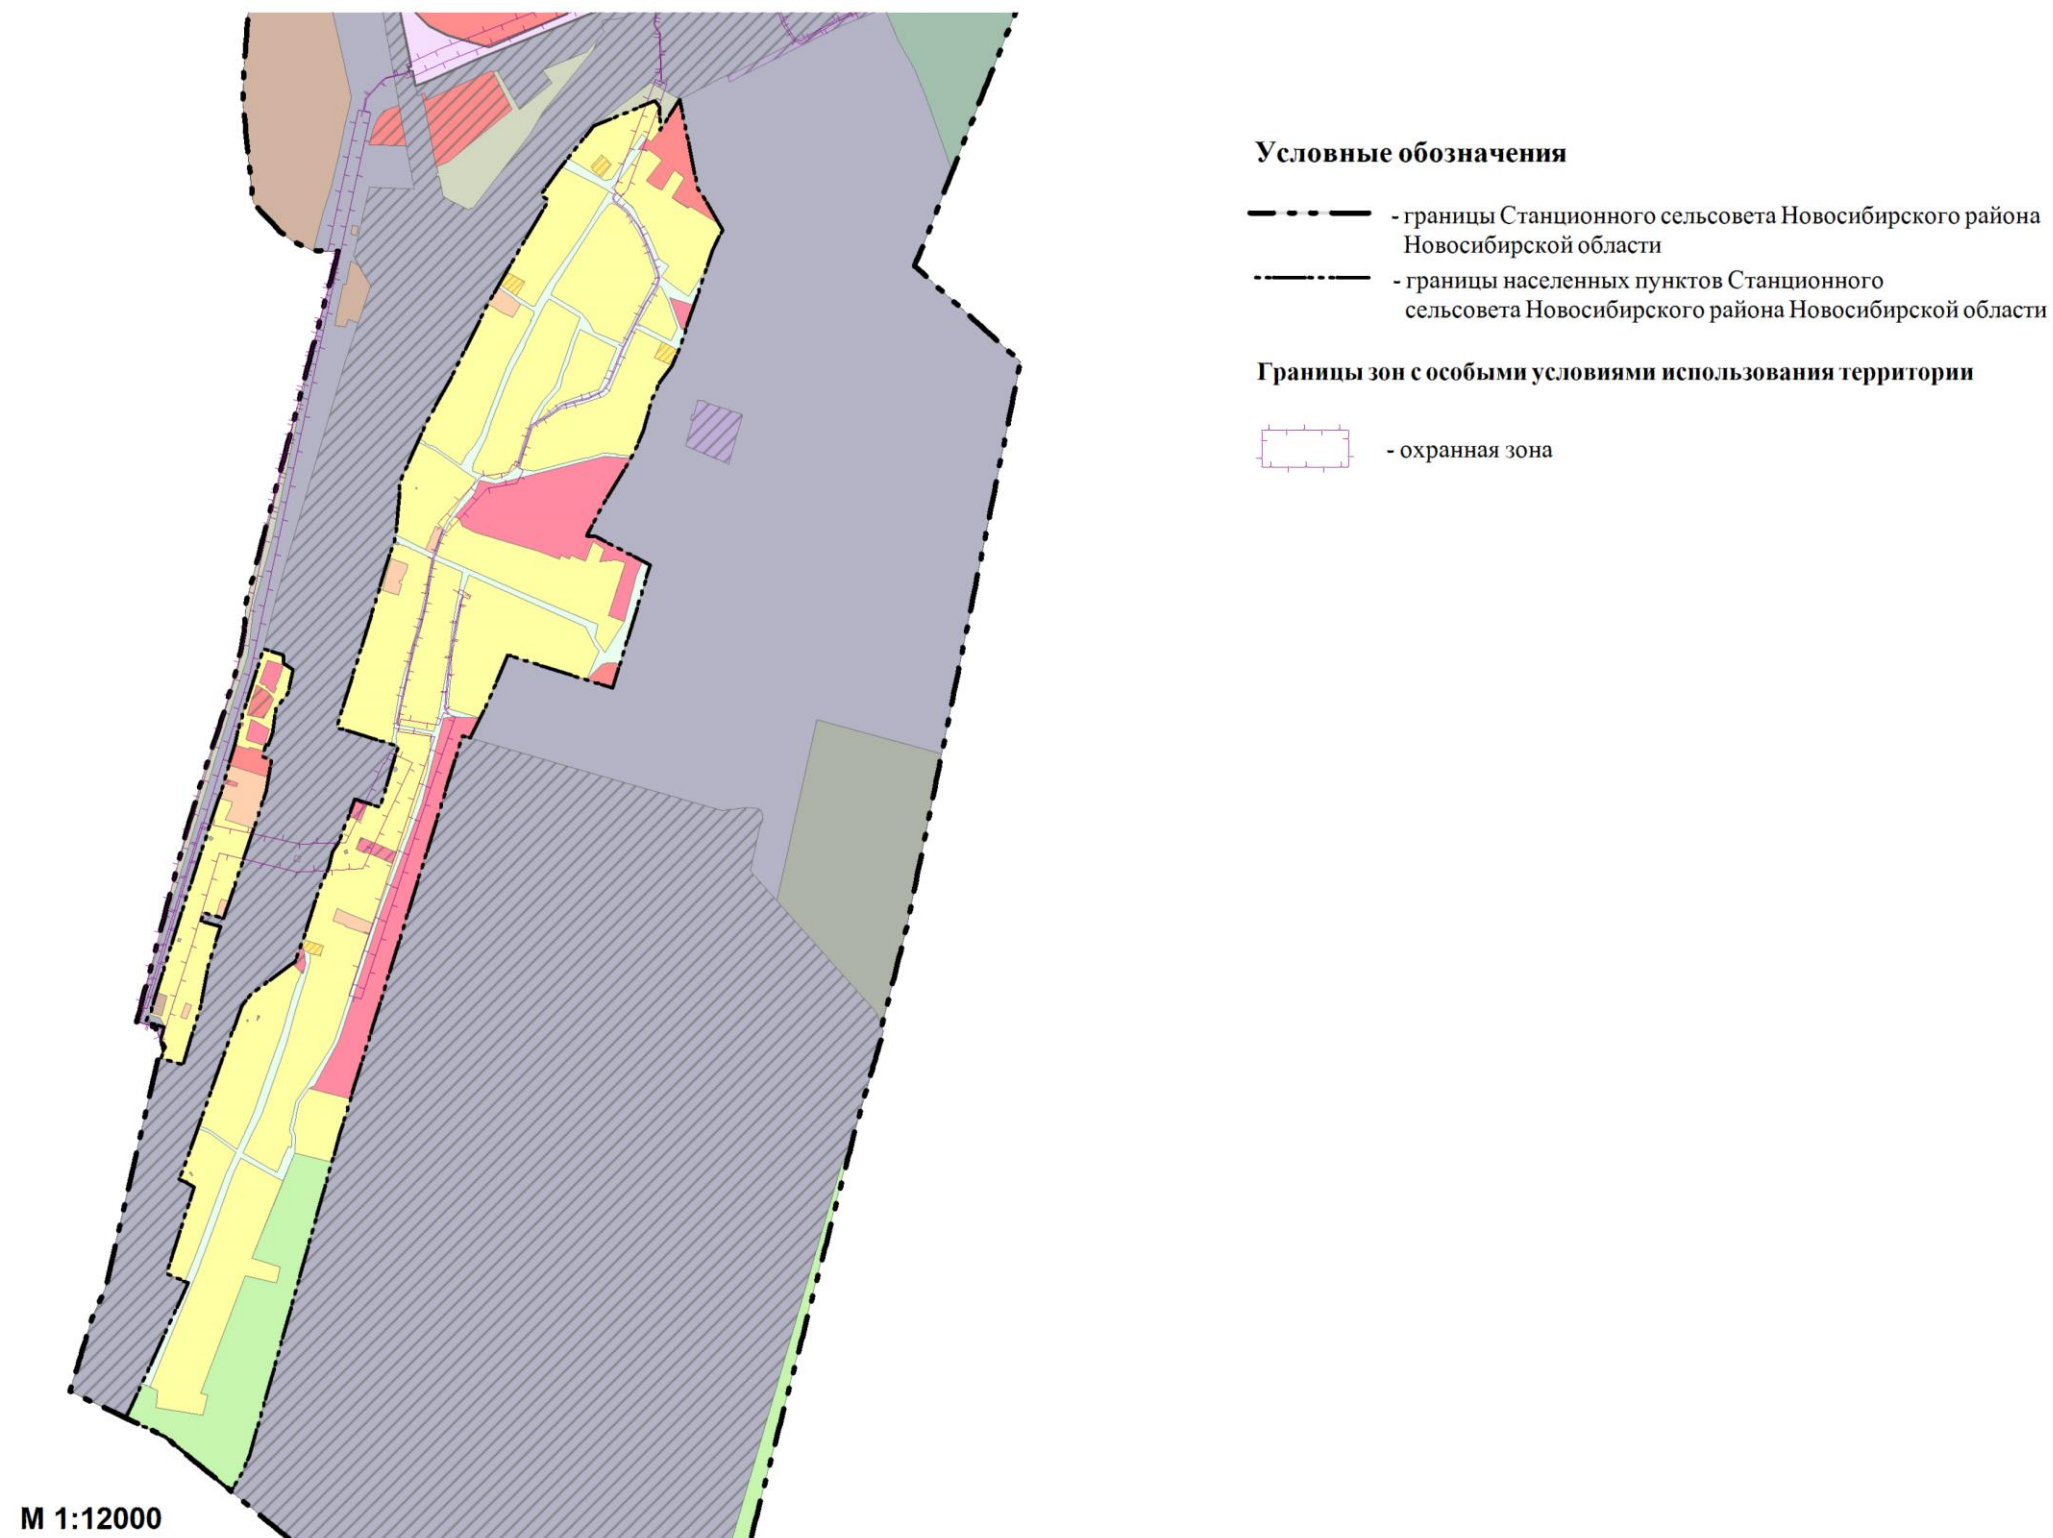 Условные обозначения
- границы Станционного сельсовета Новосибирского района
Новосибирской области
- границы населенных пунктов Станционного
сельсовета Новосибирского района Новосибирской области
Границы зон с особыми условиями использования территории
- охранная зона
М 1:12000